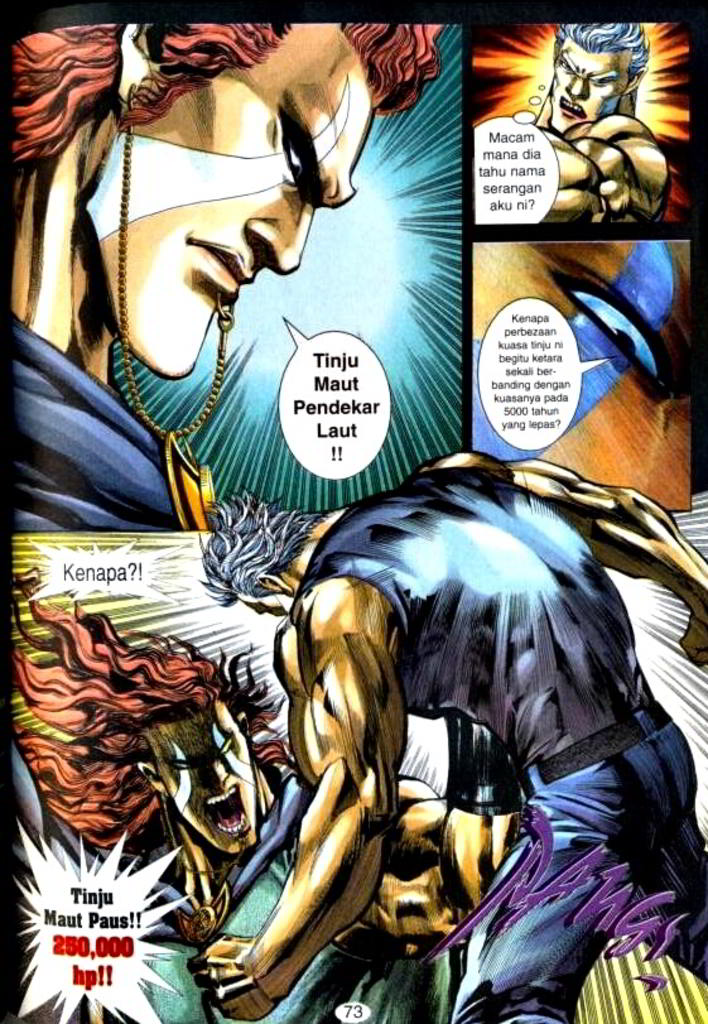 Tinju
Maut
Pendekar
Laut
!!
Macam
mana dia
tahu nama
serangan
aku ni?
Kenapa
perbezaan
kuasa tinju ni
begitu ketara
sekali ber-
banding dengan
kuasanya pada
5000 tahun
yang lepas?
Kenapa?!
Tinju
Maut Paus!!
250,000
hp!!
PANGG!
73